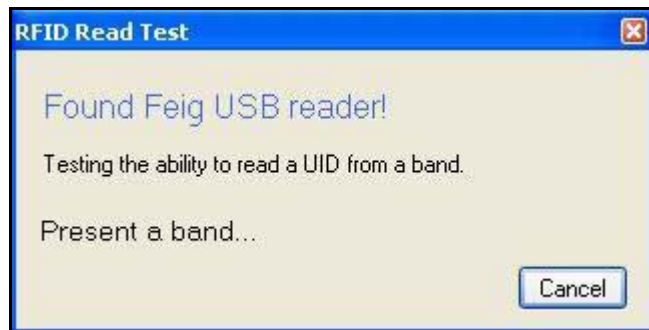 RFID Read Test
Found Feig USB reader!
Testing the ability to read a UID from a band.
Present a band...
Cancel